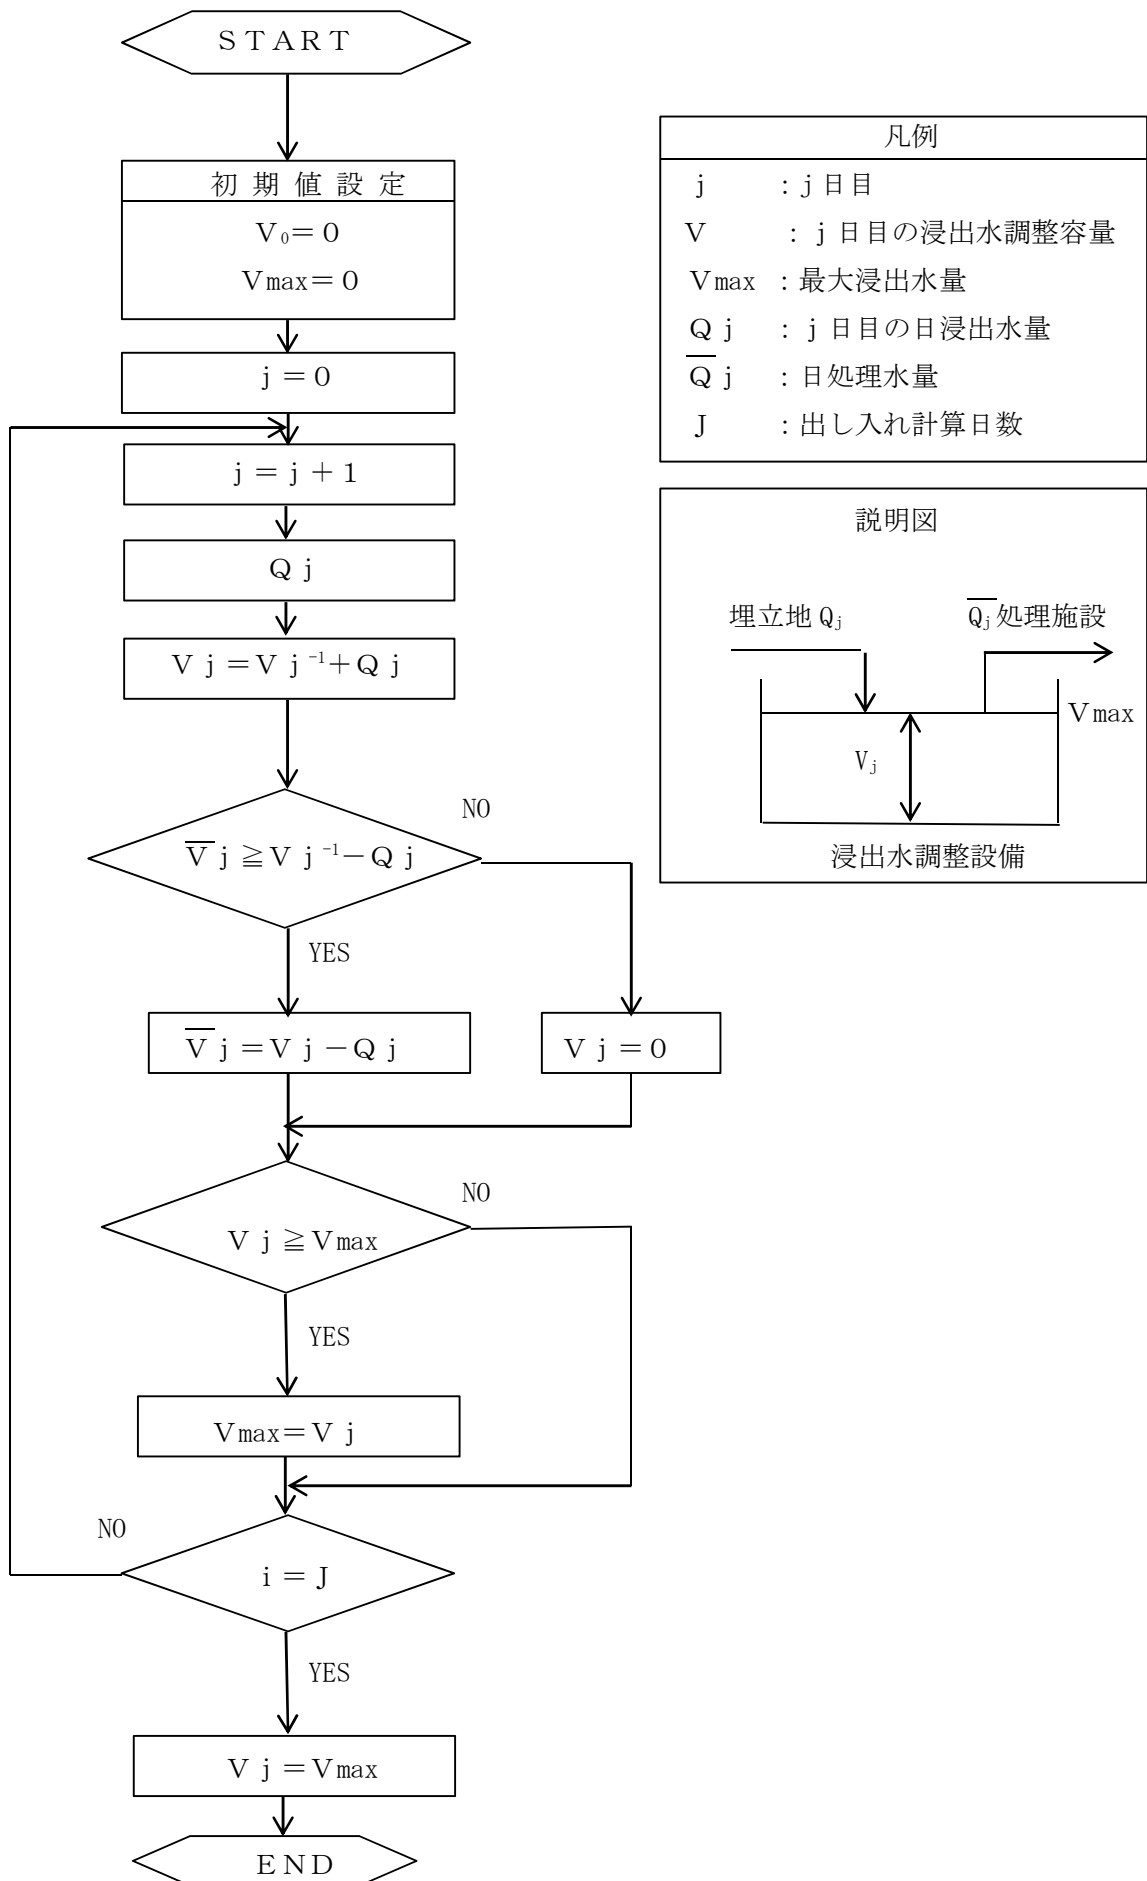 ＳＴＡＲＴ
初期値設定
Ｖ₀＝０
Ｖmax＝０
ｊ＝０
ｊ＝ｊ＋１
Ｑｊ
Ｖｊ＝Ｖｊ⁻¹＋Ｑｊ
V̅ｊ≧Ｖｊ⁻¹－Ｑｊ
NO
YES
V̅ｊ＝Ｖｊ－Ｑｊ
Ｖｊ＝０
Ｖｊ≧Ｖmax
NO
YES
Ｖmax＝Ｖｊ
ｉ＝Ｊ
NO
YES
Ｖｊ＝Ｖmax
ＥＮＤ
凡例
ｊ ：ｊ日目
Ｖ ：ｊ日目の浸出水調整容量
Ｖmax ：最大浸出水量
Ｑｊ ：ｊ日目の日浸出水量
Q̅ｊ ：日処理水量
Ｊ ：出し入れ計算日数
説明図
埋立地 Qⱼ
Q̅ⱼ処理施設
Ｖmax
Vⱼ
浸出水調整設備